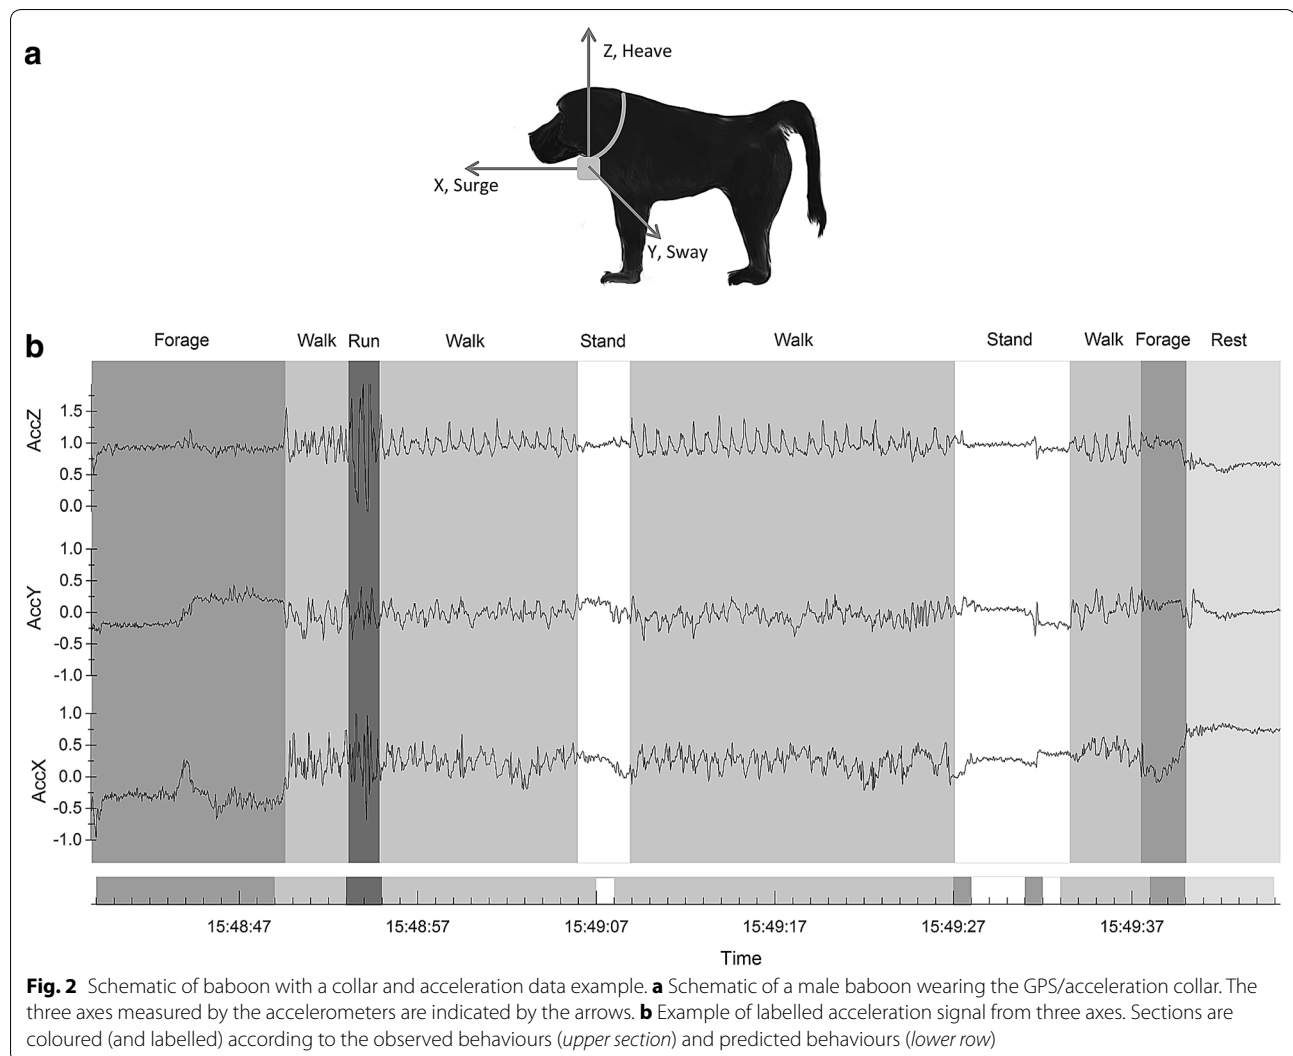 a
Z, Heave
X, Surge
Y, Sway
b
Forage Walk Run Walk Stand Walk Stand Walk Forage Rest
AccZ
1.5
1.0
0.5
0.0
AccY
1.0
0.5
0.0
-0.5
-1.0
AccX
1.0
0.5
0.0
-0.5
-1.0
15:48:47 15:48:57 15:49:07 15:49:17 15:49:27 15:49:37
Time
Fig. 2 Schematic of baboon with a collar and acceleration data example. a Schematic of a male baboon wearing the GPS/acceleration collar. The
three axes measured by the accelerometers are indicated by the arrows. b Example of labelled acceleration signal from three axes. Sections are
coloured (and labelled) according to the observed behaviours (upper section) and predicted behaviours (lower row)